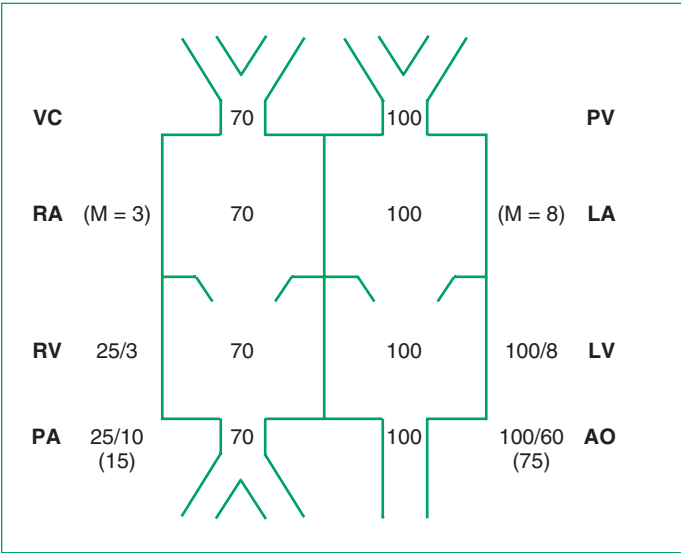 VC 70 100 PV
RA (M = 3) 70 100 (M = 8) LA
RV 25/3 70 100 100/8 LV
PA 25/10 70 100 100/60 AO
(15) (75)